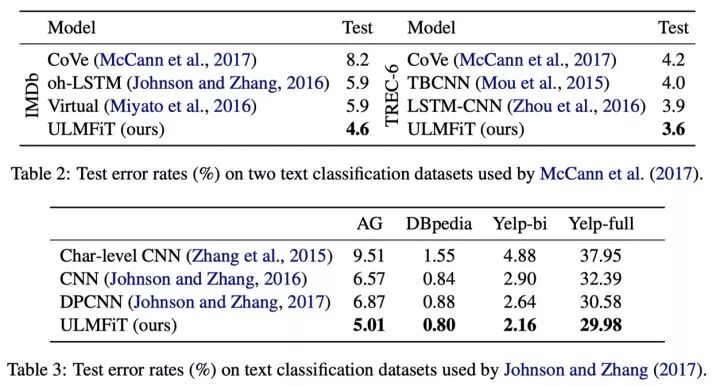 Model Test Model Test
IMDb
CoVe (McCann et al., 2017) 8.2
oh-LSTM (Johnson and Zhang, 2016) 5.9
Virtual (Miyato et al., 2016) 5.9
ULMFiT (ours) 4.6
TREC-6
CoVe (McCann et al., 2017) 4.2
TBCNN (Mou et al., 2015) 4.0
LSTM-CNN (Zhou et al., 2016) 3.9
ULMFiT (ours) 3.6
Table 2: Test error rates (%) on two text classification datasets used by McCann et al. (2017).
AG DBpedia Yelp-bi Yelp-full
Char-level CNN (Zhang et al., 2015) 9.51 1.55 4.88 37.95
CNN (Johnson and Zhang, 2016) 6.57 0.84 2.90 32.39
DPCNN (Johnson and Zhang, 2017) 6.87 0.88 2.64 30.58
ULMFiT (ours) 5.01 0.80 2.16 29.98
Table 3: Test error rates (%) on text classification datasets used by Johnson and Zhang (2017).